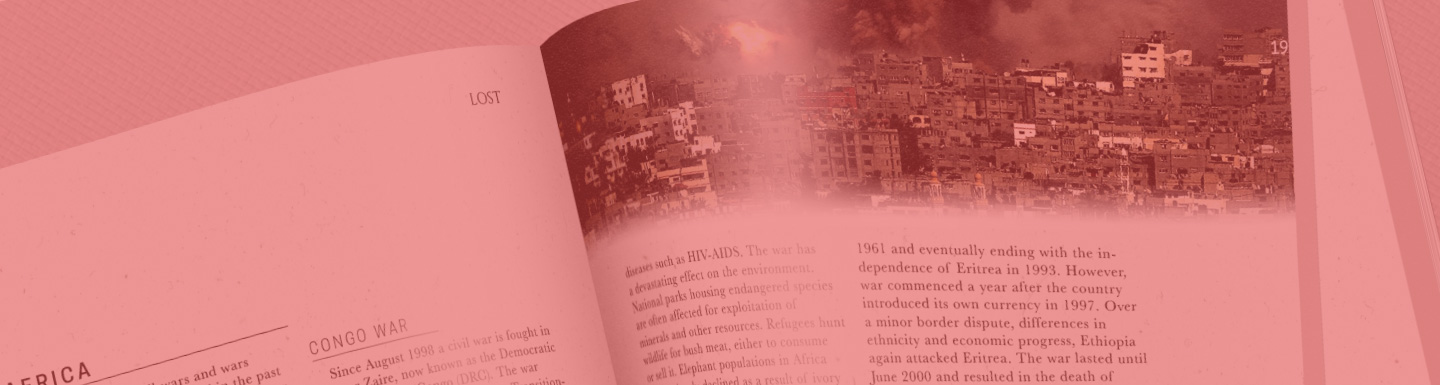 LOST
AFRICA
wars and wars
the past
CONGO WAR
Since August 1998 a civil war is fought in
Zaire, now known as the Democratic
Congo (DRC). The war
19
diseases such as HIV-AIDS. The war has
a devastating effect on the environment.
National parks housing endangered species
are often affected for exploitation of
minerals and other resources. Refugees hunt
wildlife for bush meat, either to consume
or sell it. Elephant populations in Africa
declined as a result of ivory
1961 and eventually ending with the in-
dependence of Eritrea in 1993. However,
war commenced a year after the country
introduced its own currency in 1997. Over
a minor border dispute, differences in
ethnicity and economic progress, Ethiopia
again attacked Eritrea. The war lasted until
June 2000 and resulted in the death of